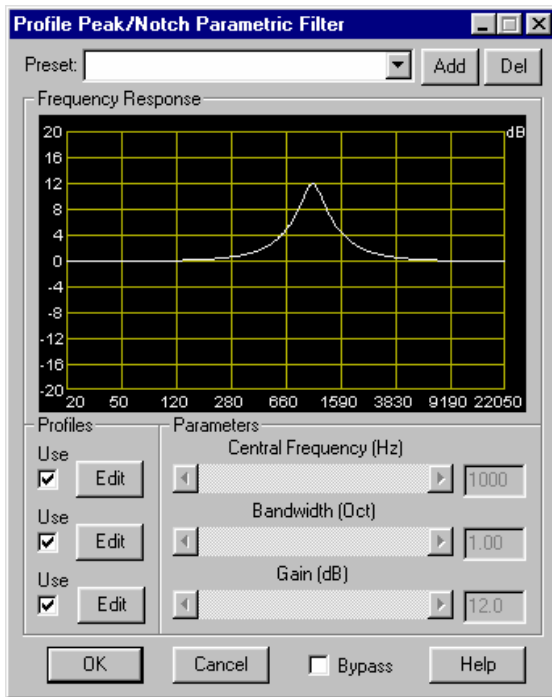 Profile Peak/Notch Parametric Filter
Preset: Add Del
Frequency Response
20 dB
16
12
8
4
0
-4
-8
-12
-16
-20
20 50 120 280 660 1590 3830 9190 22050
Profiles Parameters
Central Frequency (Hz)
Use
Edit 1000
Bandwidth (Oct)
Use
Edit 1.00
Gain (dB)
Use
Edit 12.0
OK Cancel Bypass Help